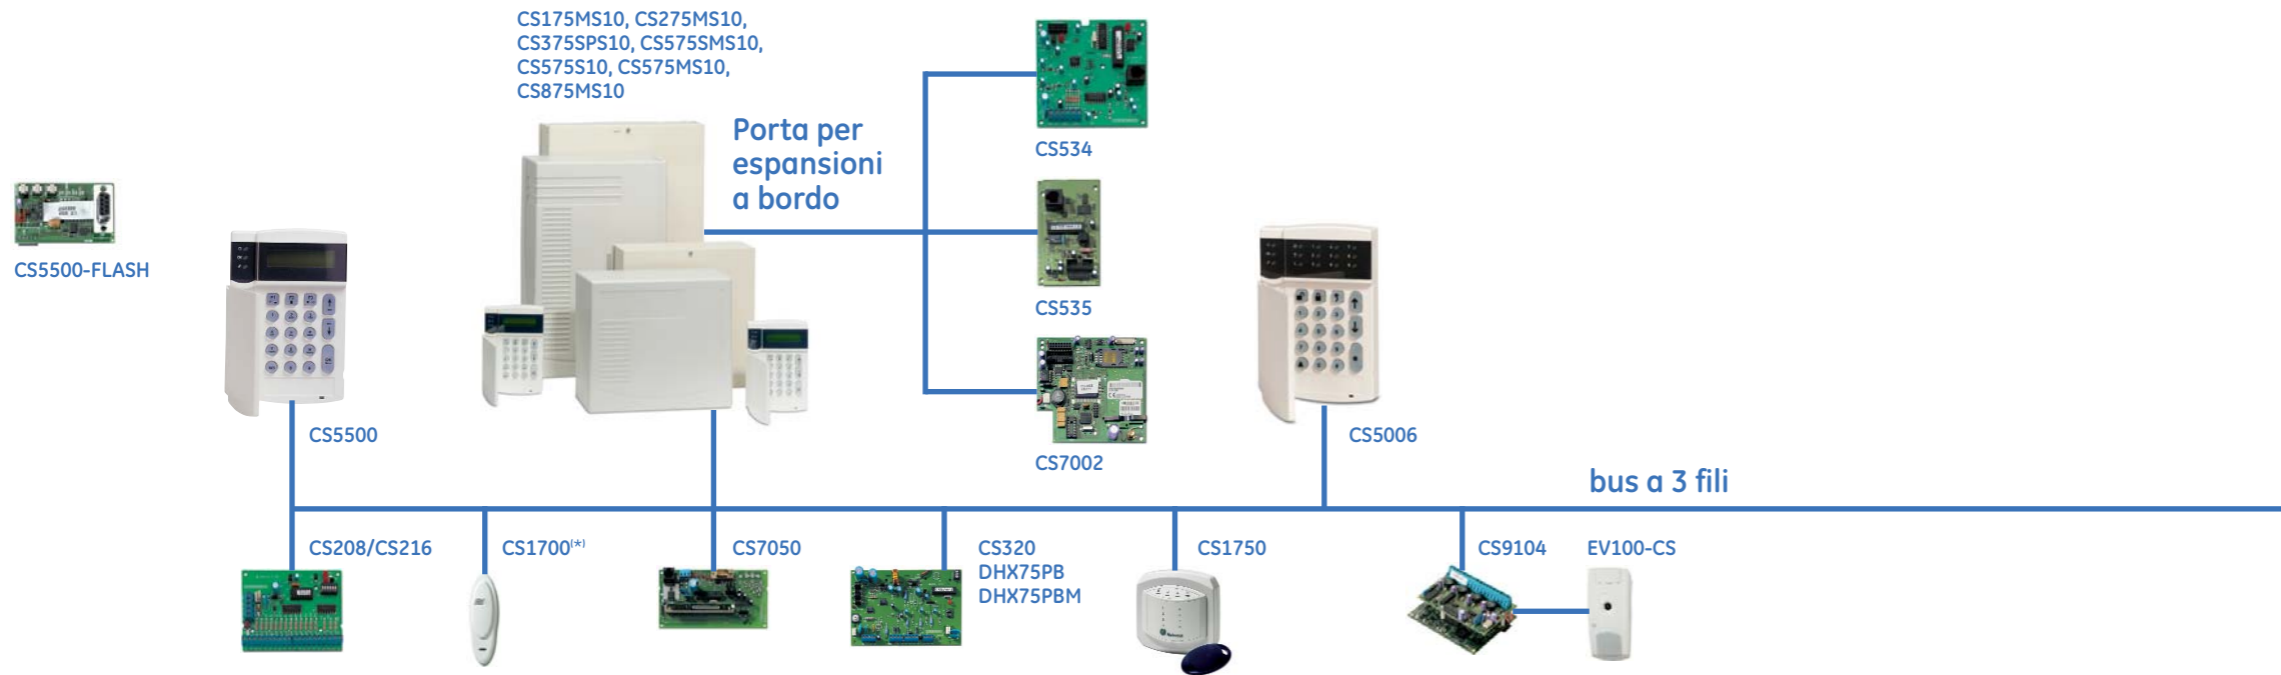 CS175MS10, CS275MS10,
CS375SPS10, CS575SMS10,
CS575S10, CS575MS10,
CS875MS10
Porta per
espansioni
a bordo
CS534
CS5500-FLASH
CS535
CS5500
CS5006
CS7002
bus a 3 fili
CS208/CS216
CS1700(*)
CS7050
CS320
DHX75PB
DHX75PBM
CS1750
CS9104
EV100-CS